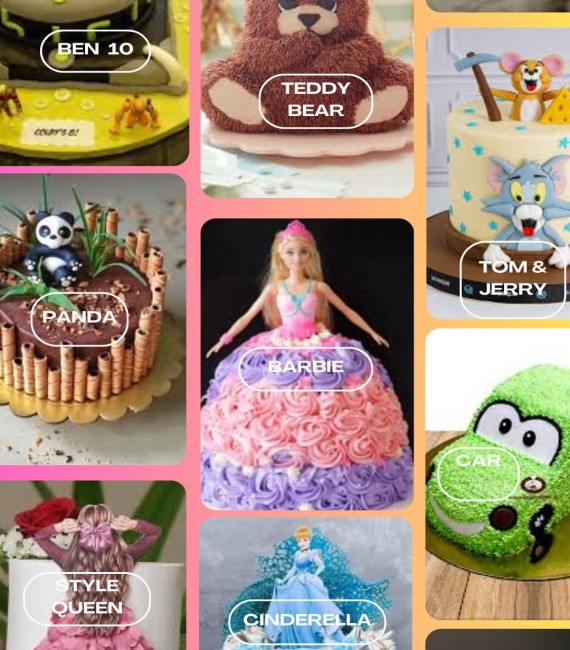 BEN 10
TEDDY
BEAR
TOM &
JERRY
PANDA
BARBIE
CAR
STYLE
QUEEN
CINDERELLA